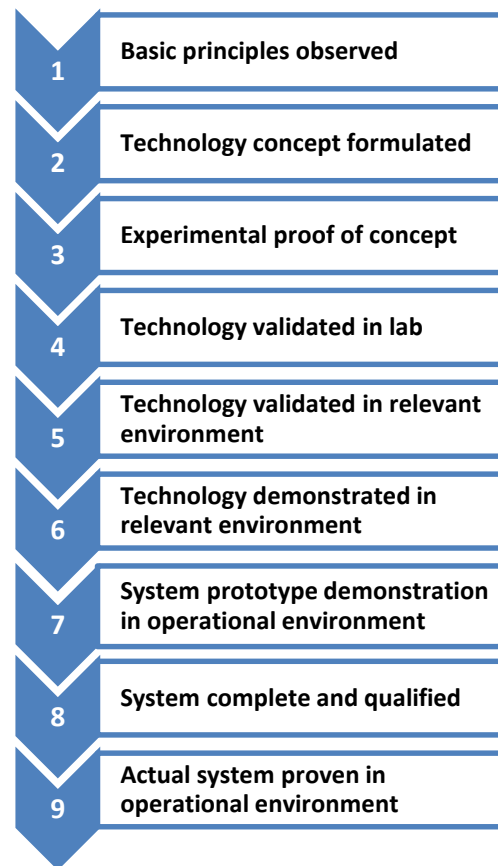 1
Basic principles observed
2
Technology concept formulated
3
Experimental proof of concept
4
Technology validated in lab
5
Technology validated in relevant
environment
6
Technology demonstrated in
relevant environment
7
System prototype demonstration
in operational environment
8
System complete and qualified
9
Actual system proven in
operational environment